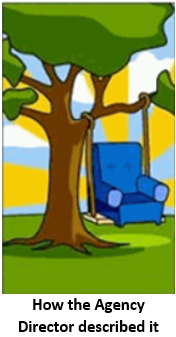 How the Agency
Director described it